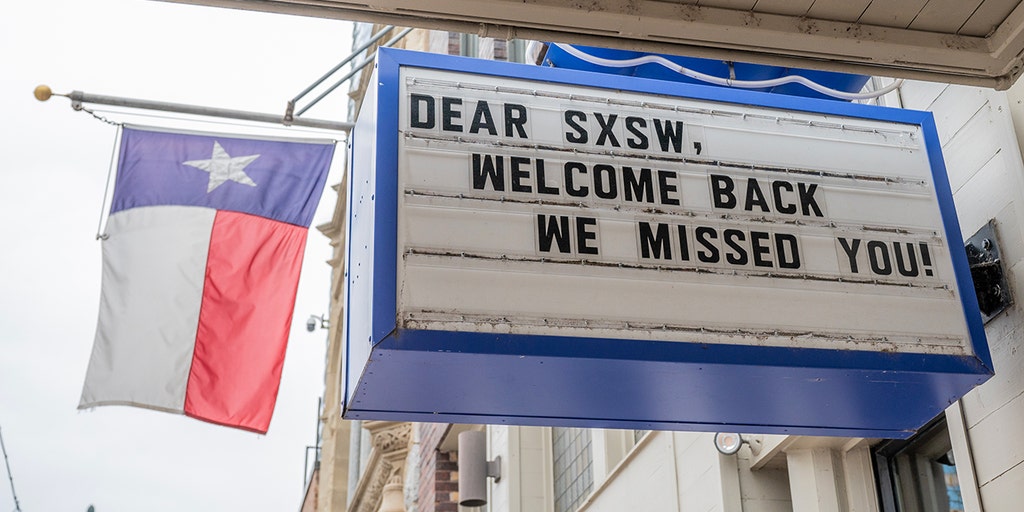 DEAR SXSW,
WELCOME BACK
WE MISSED YOU!